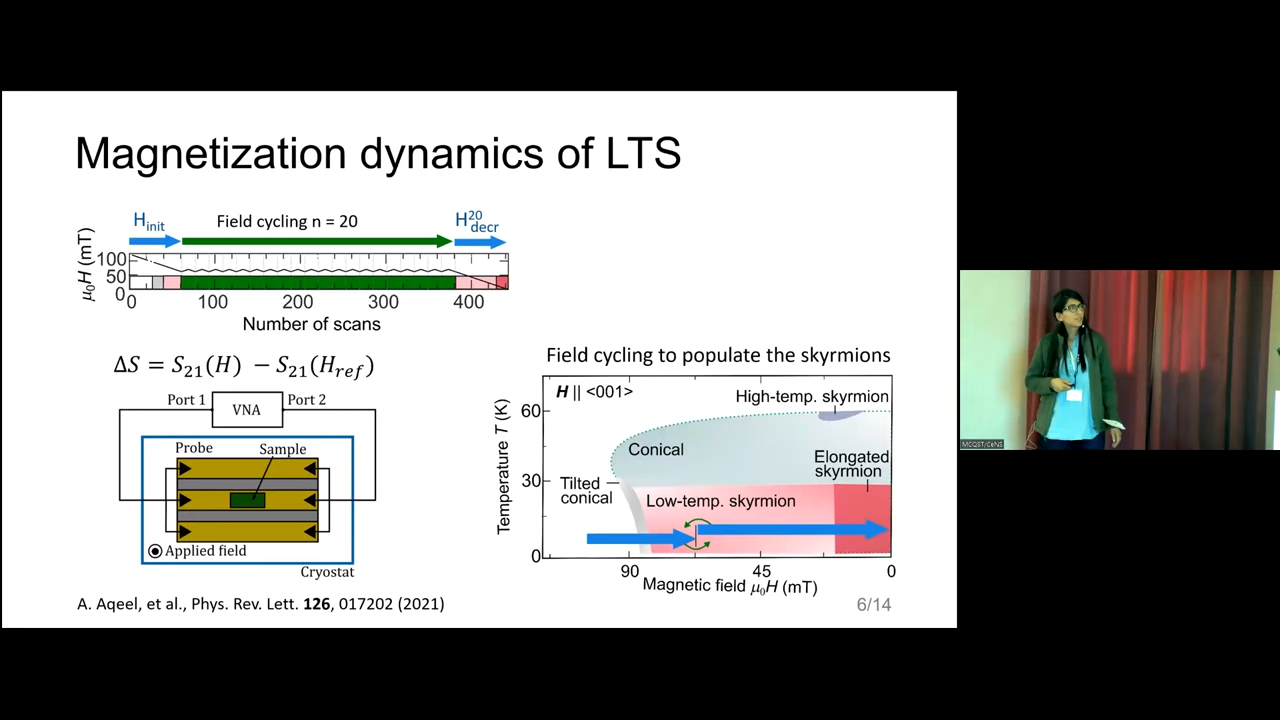 Magnetization dynamics of LTS
H_init
Field cycling n = 20
H^20_decr
μ₀H (mT)
100
50
0
0 100 200 300 400
Number of scans
ΔS = S₂₁(H) − S₂₁(H_ref)
Port 1
VNA
Port 2
Probe
Sample
Applied field
Cryostat
Field cycling to populate the skyrmions
H || <001>
High-temp. skyrmion
Conical
Elongated
skyrmion
Tilted
conical
Low-temp. skyrmion
Temperature T (K)
60
30
0
90 45 0
Magnetic field μ₀H (mT)
A. Aqeel, et al., Phys. Rev. Lett. 126, 017202 (2021)
6/14
MCQST/CeNS